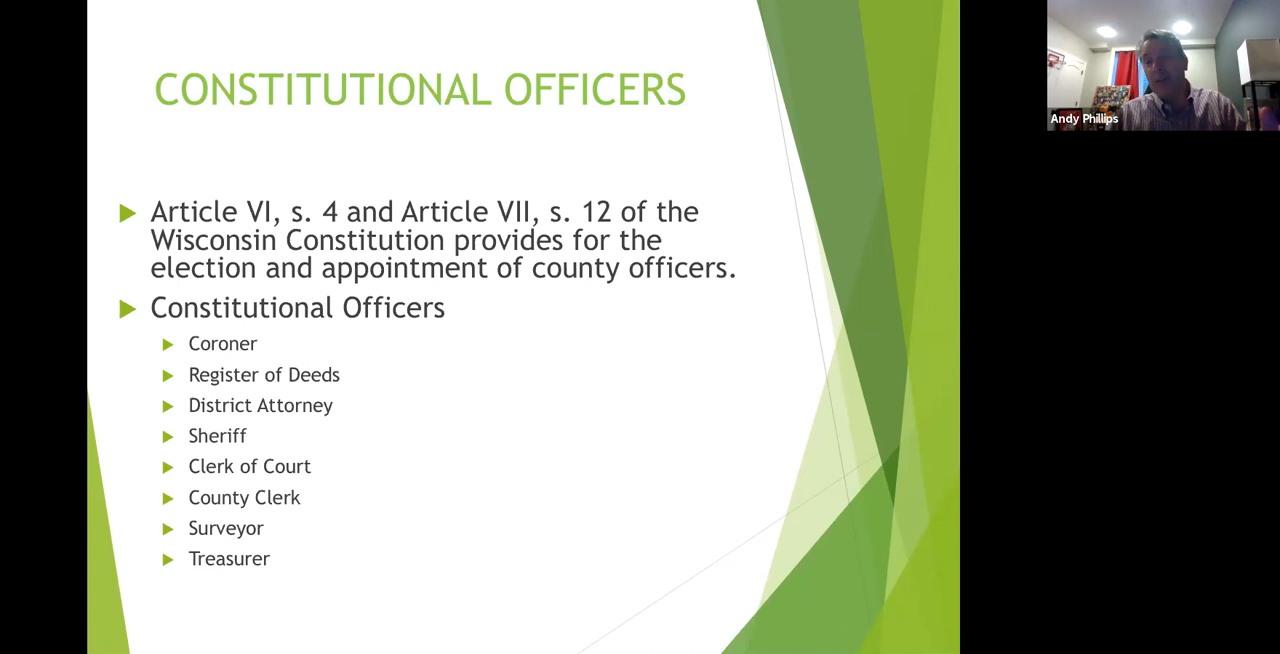 CONSTITUTIONAL OFFICERS
Article VI, s. 4 and Article VII, s. 12 of the
Wisconsin Constitution provides for the
election and appointment of county officers.
Constitutional Officers
Coroner
Register of Deeds
District Attorney
Sheriff
Clerk of Court
County Clerk
Surveyor
Treasurer
Andy Phillips